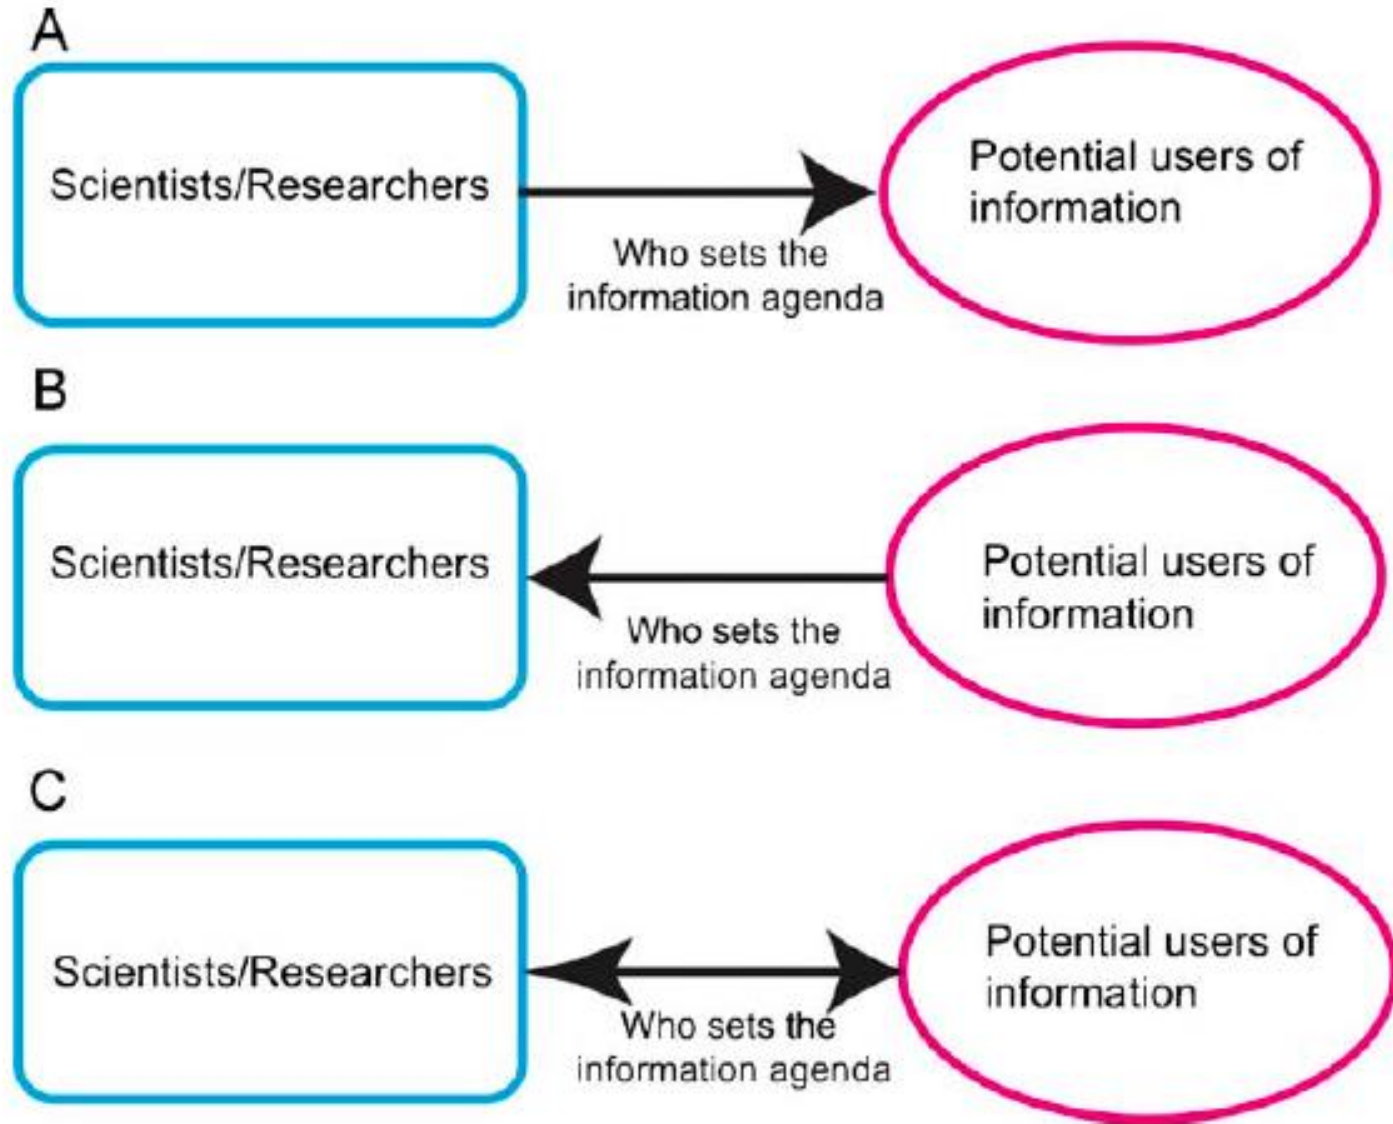 A
Scientists/Researchers
Potential users of
information
Who sets the
information agenda
B
Scientists/Researchers
Potential users of
information
Who sets the
information agenda
C
Scientists/Researchers
Potential users of
information
Who sets the
information agenda